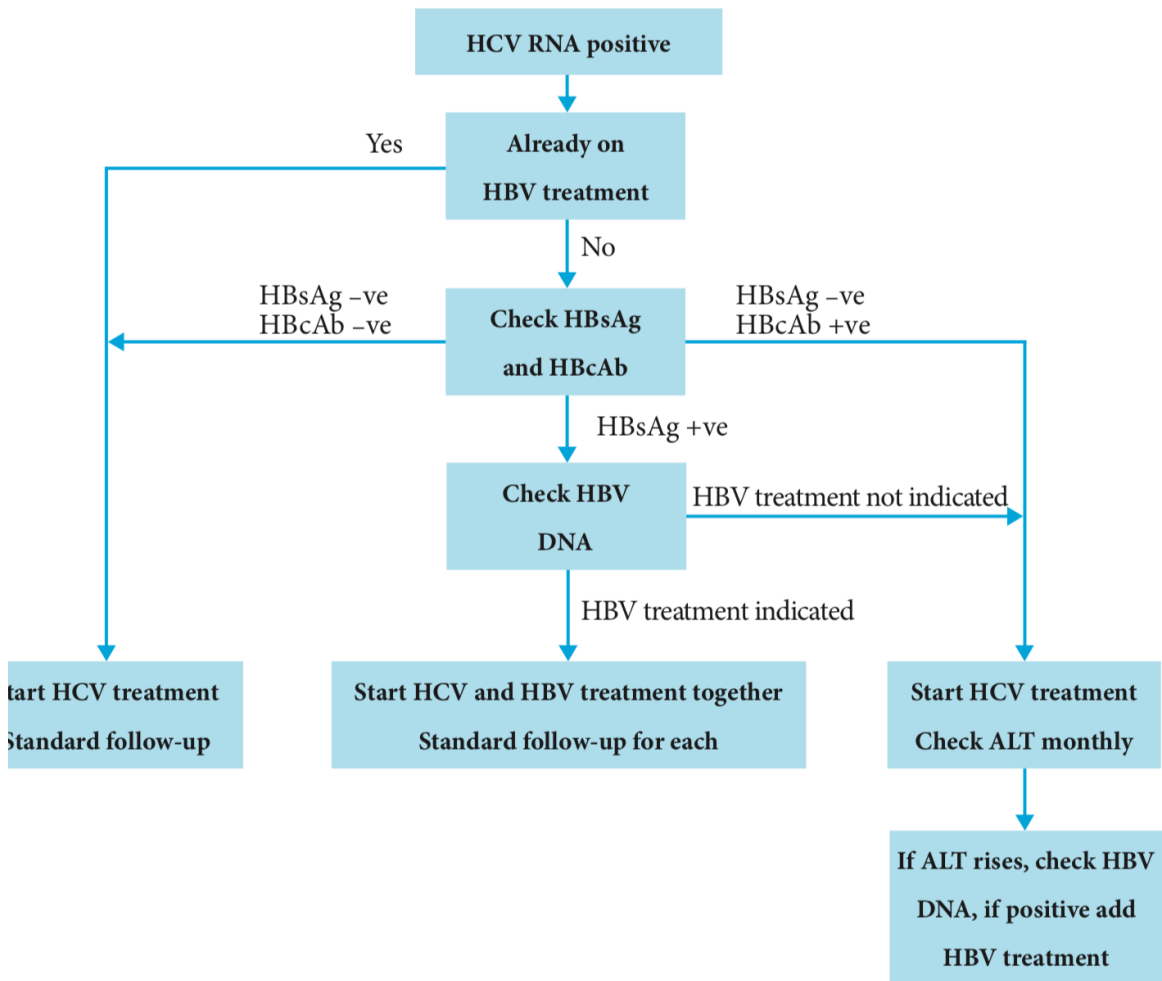 HCV RNA positive
Already on
HBV treatment
Yes
No
HBsAg –ve
HBcAb –ve
Check HBsAg
and HBcAb
HBsAg –ve
HBcAb +ve
HBsAg +ve
Check HBV
DNA
HBV treatment not indicated
HBV treatment indicated
tart HCV treatment
Standard follow-up
Start HCV and HBV treatment together
Standard follow-up for each
Start HCV treatment
Check ALT monthly
If ALT rises, check HBV
DNA, if positive add
HBV treatment